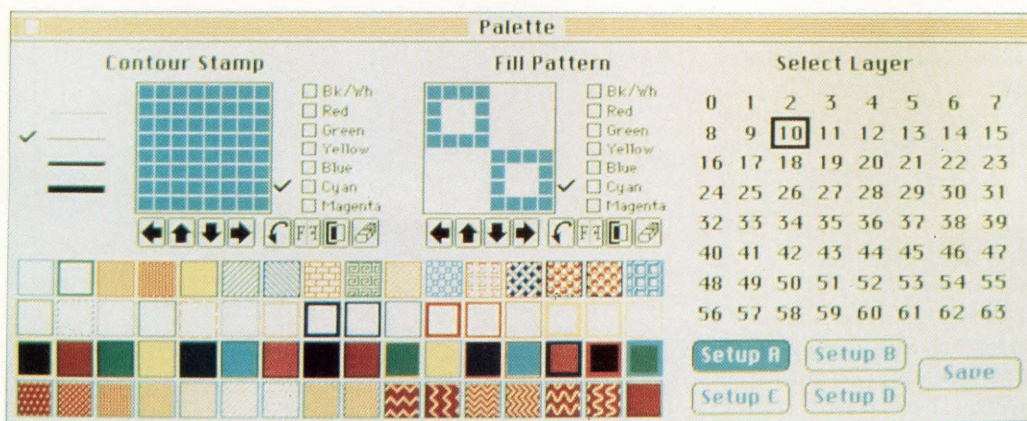 Palette
Contour Stamp
Bk/Wh
Red
Green
Yellow
Blue
Cyan
Magenta
Fill Pattern
Bk/Wh
Red
Green
Yellow
Blue
Cyan
Magenta
Select Layer
0 1 2 3 4 5 6 7
8 9 10 11 12 13 14 15
16 17 18 19 20 21 22 23
24 25 26 27 28 29 30 31
32 33 34 35 36 37 38 39
40 41 42 43 44 45 46 47
48 49 50 51 52 53 54 55
56 57 58 59 60 61 62 63
Setup A
Setup B
Setup C
Setup D
Save